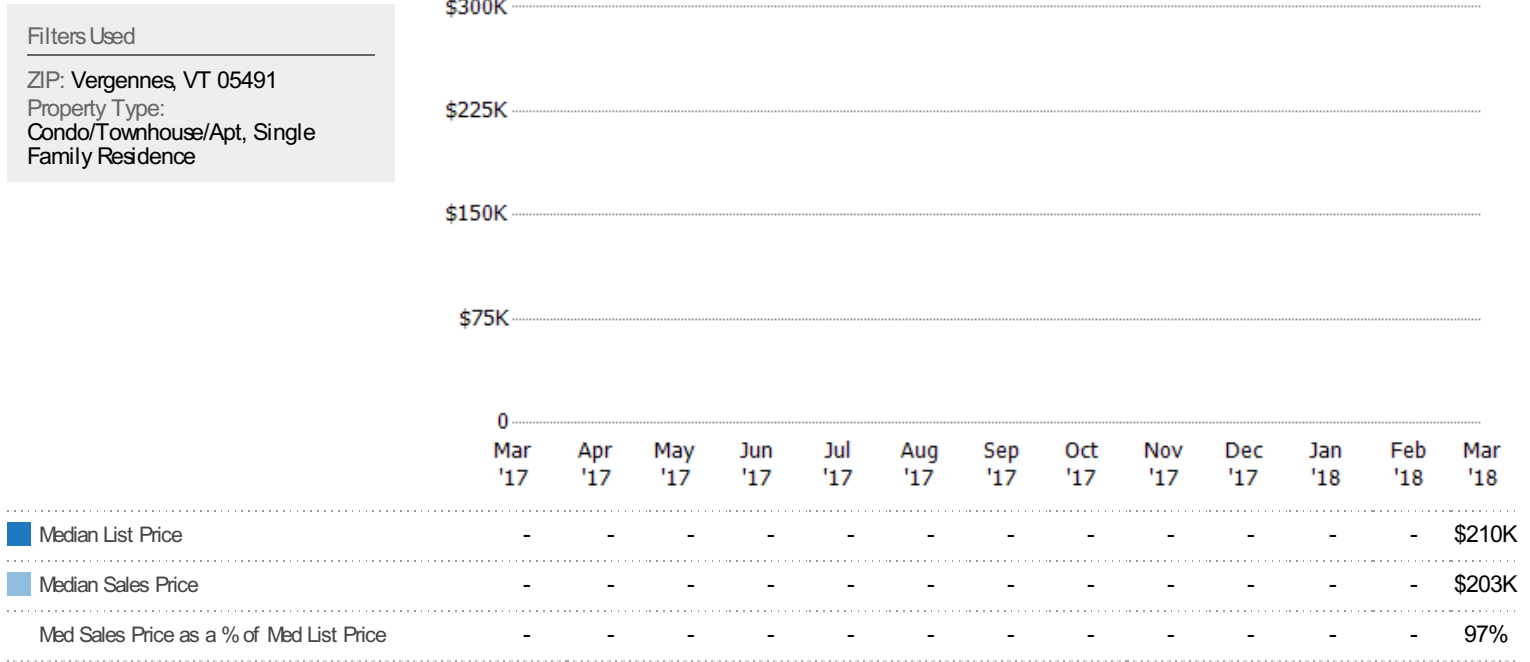 Filters Used
ZIP: Vergennes, VT 05491
Property Type:
Condo/Townhouse/Apt, Single
Family Residence
$300K
$225K
$150K
$75K
0
Mar Apr May Jun Jul Aug Sep Oct Nov Dec Jan Feb Mar
'17 '17 '17 '17 '17 '17 '17 '17 '17 '17 '18 '18 '18
Median List Price - - - - - - - - - - - - $210K
Median Sales Price - - - - - - - - - - - - $203K
Med Sales Price as a % of Med List Price - - - - - - - - - - - - 97%